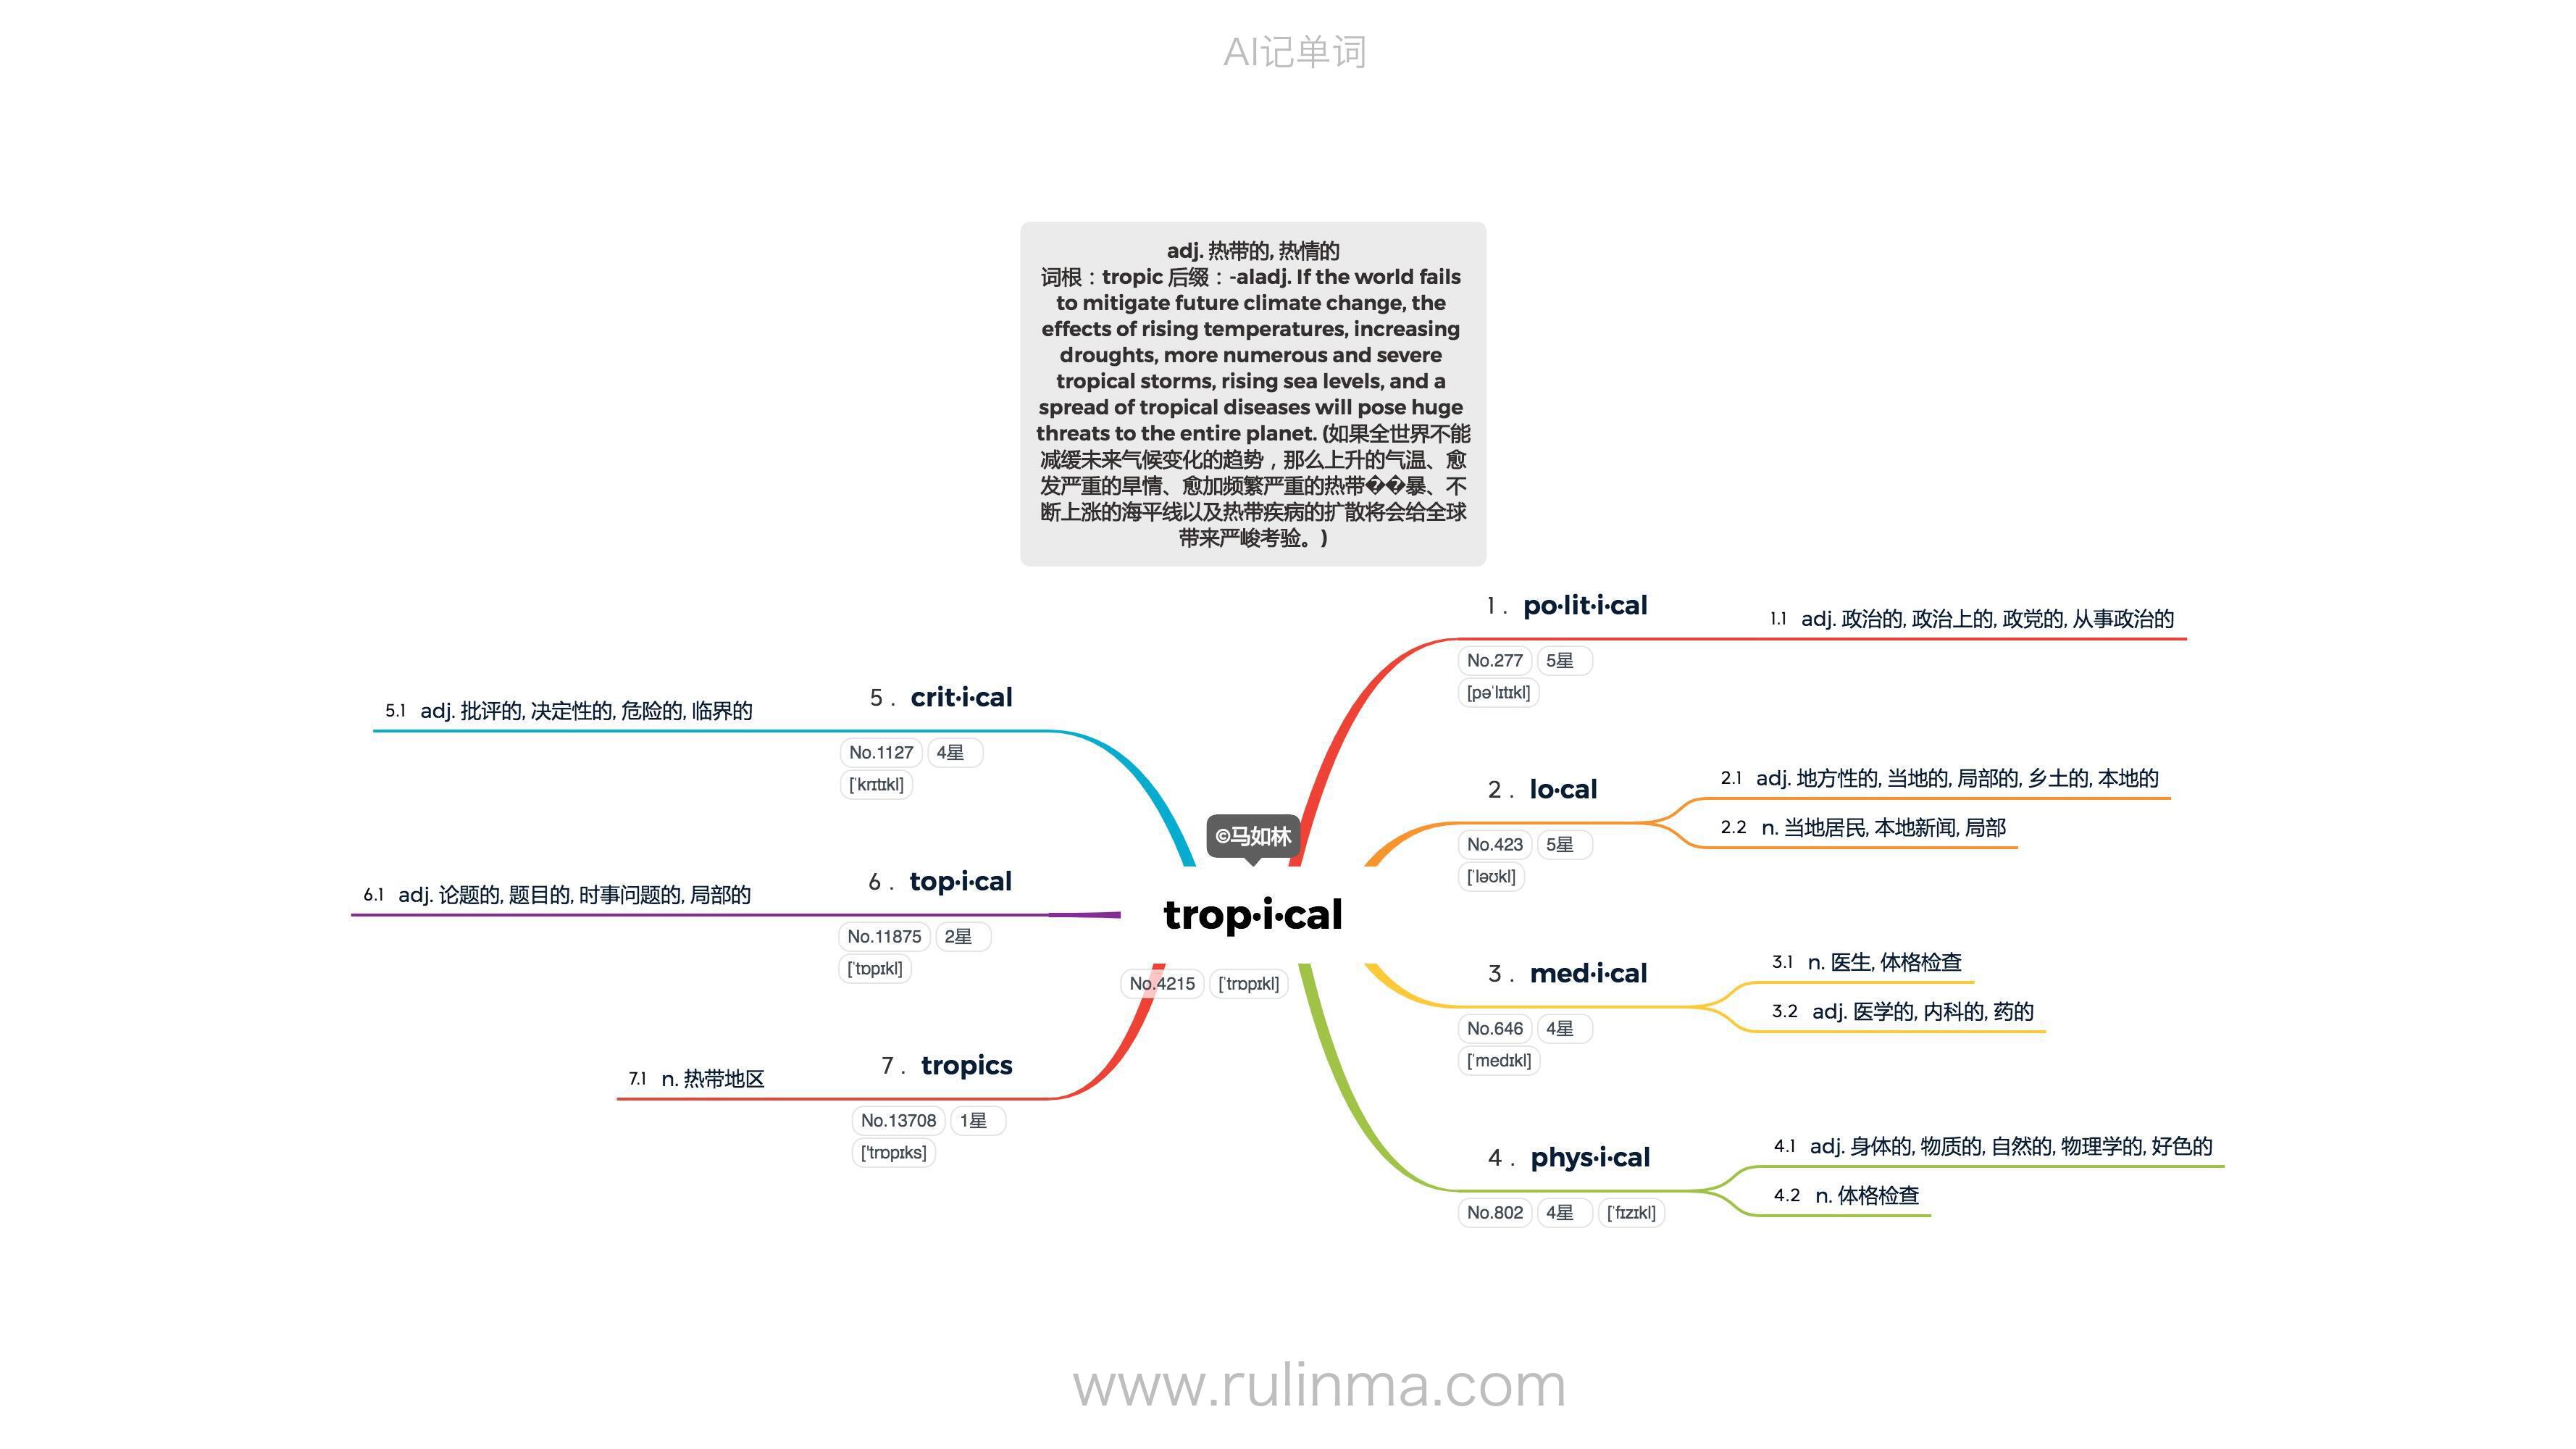 AI记单词
adj. 热带的, 热情的
词根：tropic 后缀：-aladj. If the world fails
to mitigate future climate change, the
effects of rising temperatures, increasing
droughts, more numerous and severe
tropical storms, rising sea levels, and a
spread of tropical diseases will pose huge
threats to the entire planet. (如果全世界不能
减缓未来气候变化的趋势，那么上升的气温、愈
发严重的旱情、愈加频繁严重的热带��暴、不
断上涨的海平线以及热带疾病的扩散将会给全球
带来严峻考验。)
©马如林
trop·i·cal
No.4215 [ˈtrɒpɪkl]
1. po·lit·i·cal
No.277 5星
[pəˈlɪtɪkl]
1.1 adj. 政治的, 政治上的, 政党的, 从事政治的
2. lo·cal
No.423 5星
[ˈləʊkl]
2.1 adj. 地方性的, 当地的, 局部的, 乡土的, 本地的
2.2 n. 当地居民, 本地新闻, 局部
3. med·i·cal
No.646 4星
[ˈmedɪkl]
3.1 n. 医生, 体格检查
3.2 adj. 医学的, 内科的, 药的
4. phys·i·cal
No.802 4星 [ˈfɪzɪkl]
4.1 adj. 身体的, 物质的, 自然的, 物理学的, 好色的
4.2 n. 体格检查
5. crit·i·cal
No.1127 4星
[ˈkrɪtɪkl]
5.1 adj. 批评的, 决定性的, 危险的, 临界的
6. top·i·cal
No.11875 2星
[ˈtɒpɪkl]
6.1 adj. 论题的, 题目的, 时事问题的, 局部的
7. tropics
No.13708 1星
['trɒpɪks]
7.1 n. 热带地区
www.rulinma.com